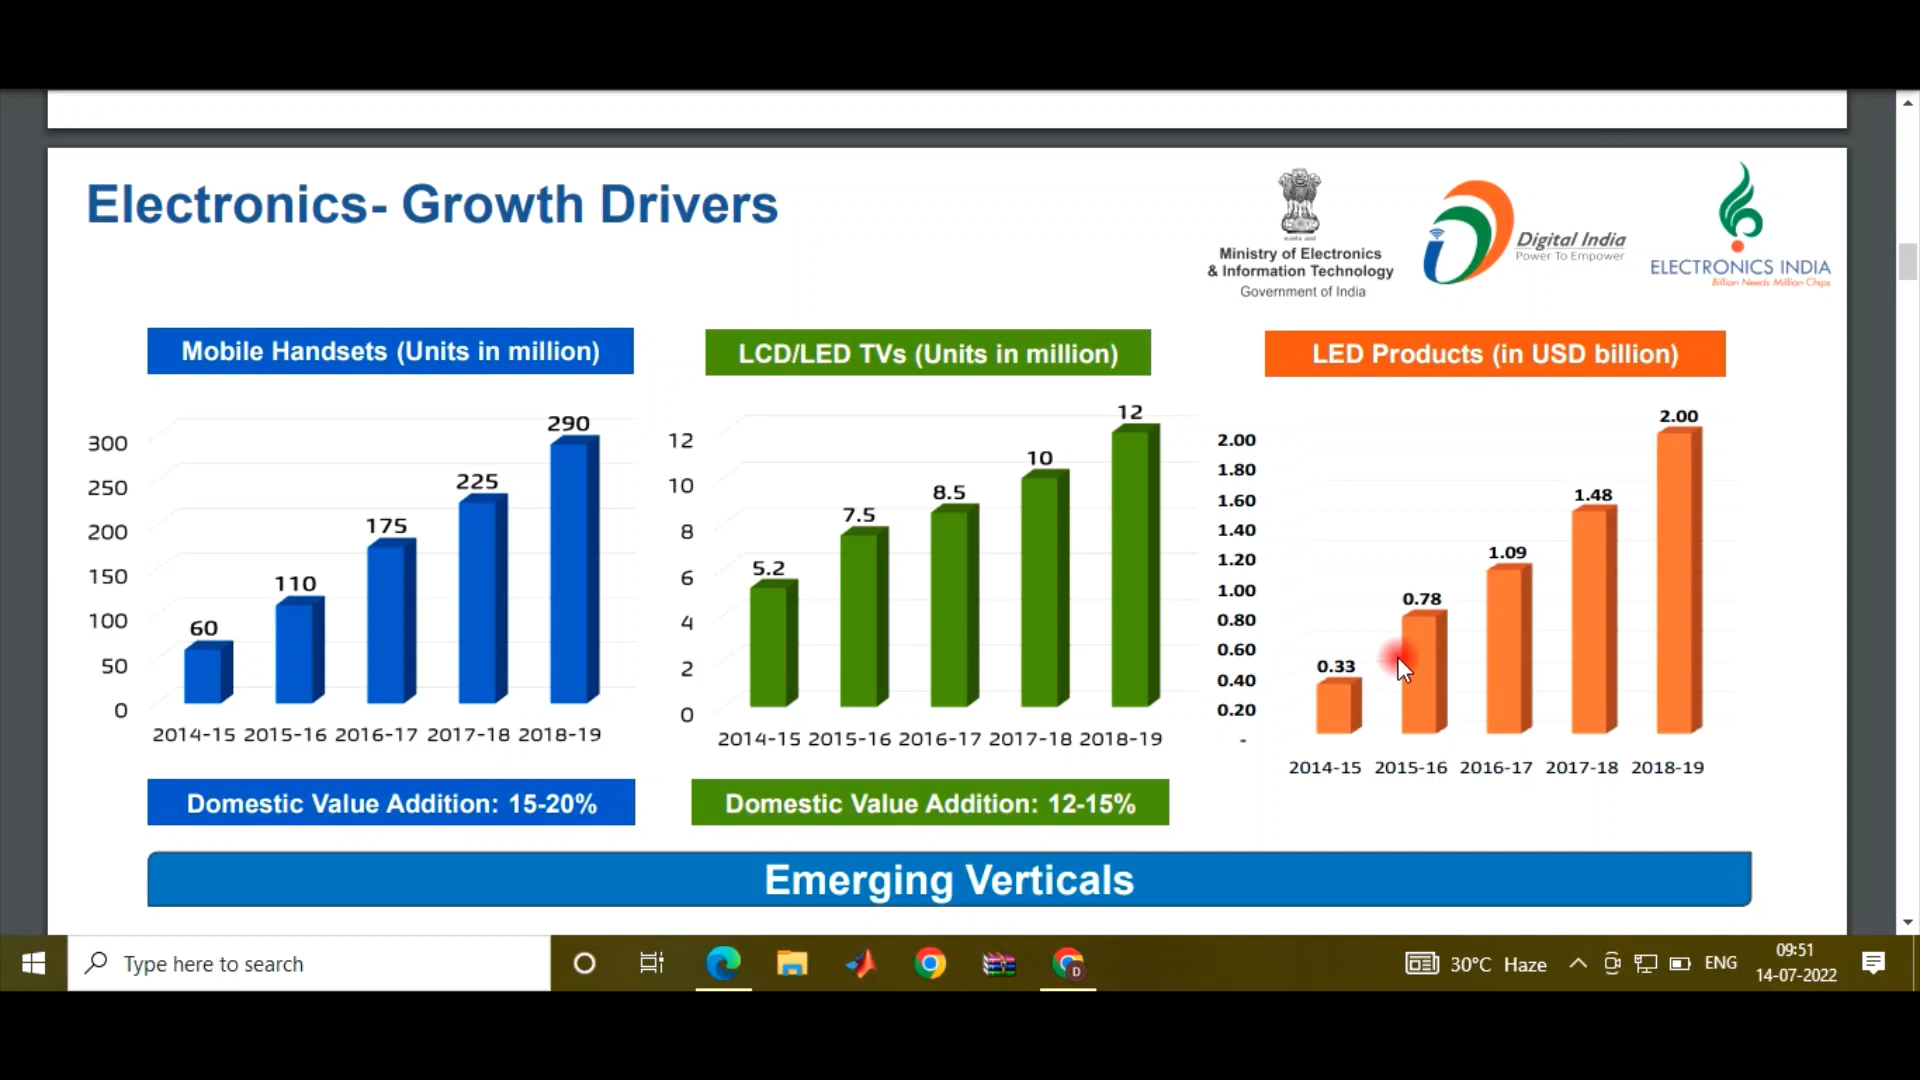 Electronics- Growth Drivers
Ministry of Electronics
& Information Technology
Government of India
Digital India
Power To Empower
ELECTRONICS INDIA
Billion Needs Million Chips
Mobile Handsets (Units in million)
300
250
200
150
100
50
0
60
110
175
225
290
2014-15 2015-16 2016-17 2017-18 2018-19
Domestic Value Addition: 15-20%
LCD/LED TVs (Units in million)
12
10
8
6
4
2
0
5.2
7.5
8.5
10
12
2014-15 2015-16 2016-17 2017-18 2018-19
Domestic Value Addition: 12-15%
LED Products (in USD billion)
2.00
1.80
1.60
1.40
1.20
1.00
0.80
0.60
0.40
0.20
-
0.33
0.78
1.09
1.48
2.00
2014-15 2015-16 2016-17 2017-18 2018-19
Emerging Verticals
Type here to search
D
30°C Haze
ENG
09:51
14-07-2022